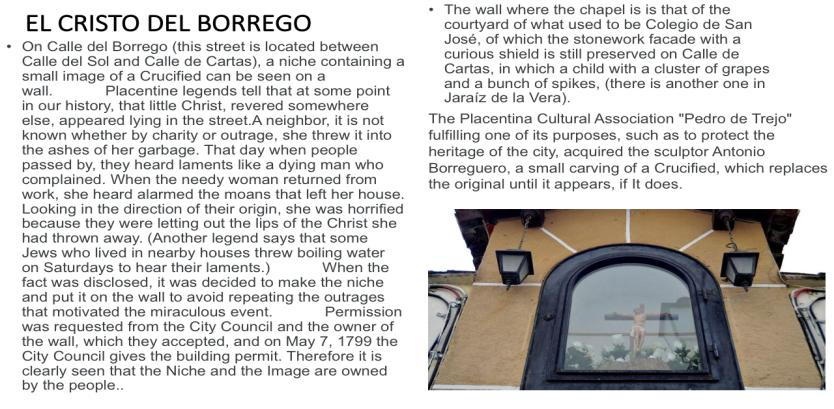 EL CRISTO DEL BORREGO
• On Calle del Borrego (this street is located between
Calle del Sol and Calle de Cartas), a niche containing a
small image of a Crucified can be seen on a
wall. Placentine legends tell that at some point
in our history, that little Christ, revered somewhere
else, appeared lying in the street.A neighbor, it is not
known whether by charity or outrage, she threw it into
the ashes of her garbage. That day when people
passed by, they heard laments like a dying man who
complained. When the needy woman returned from
work, she heard alarmed the moans that left her house.
Looking in the direction of their origin, she was horrified
because they were letting out the lips of the Christ she
had thrown away. (Another legend says that some
Jews who lived in nearby houses threw boiling water
on Saturdays to hear their laments.) When the
fact was disclosed, it was decided to make the niche
and put it on the wall to avoid repeating the outrages
that motivated the miraculous event. Permission
was requested from the City Council and the owner of
the wall, which they accepted, and on May 7, 1799 the
City Council gives the building permit. Therefore it is
clearly seen that the Niche and the Image are owned
by the people..
• The wall where the chapel is is that of the
courtyard of what used to be Colegio de San
José, of which the stonework facade with a
curious shield is still preserved on Calle de
Cartas, in which a child with a cluster of grapes
and a bunch of spikes, (there is another one in
Jaraíz de la Vera).
The Placentina Cultural Association "Pedro de Trejo"
fulfilling one of its purposes, such as to protect the
heritage of the city, acquired the sculptor Antonio
Borreguero, a small carving of a Crucified, which replaces
the original until it appears, if It does.